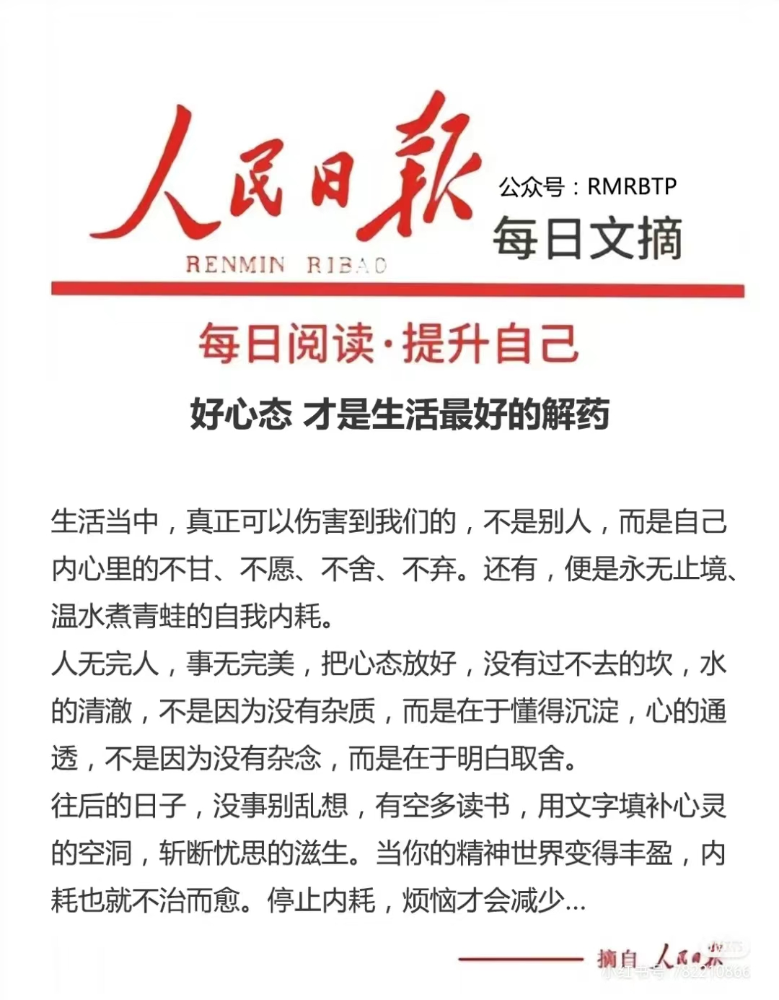 人民日报
公众号：RMRBTP
每日文摘
RENMIN RIBAO
每日阅读·提升自己
好心态 才是生活最好的解药
生活当中，真正可以伤害到我们的，不是别人，而是自己
内心里的不甘、不愿、不舍、不弃。还有，便是永无止境、
温水煮青蛙的自我内耗。
人无完人，事无完美，把心态放好，没有过不去的坎，水
的清澈，不是因为没有杂质，而是在于懂得沉淀，心的通
透，不是因为没有杂念，而是在于明白取舍。
往后的日子，没事别乱想，有空多读书，用文字填补心灵
的空洞，斩断忧思的滋生。当你的精神世界变得丰盈，内
耗也就不治而愈。停止内耗，烦恼才会减少...
摘自 人民日报
小红书号 782210866